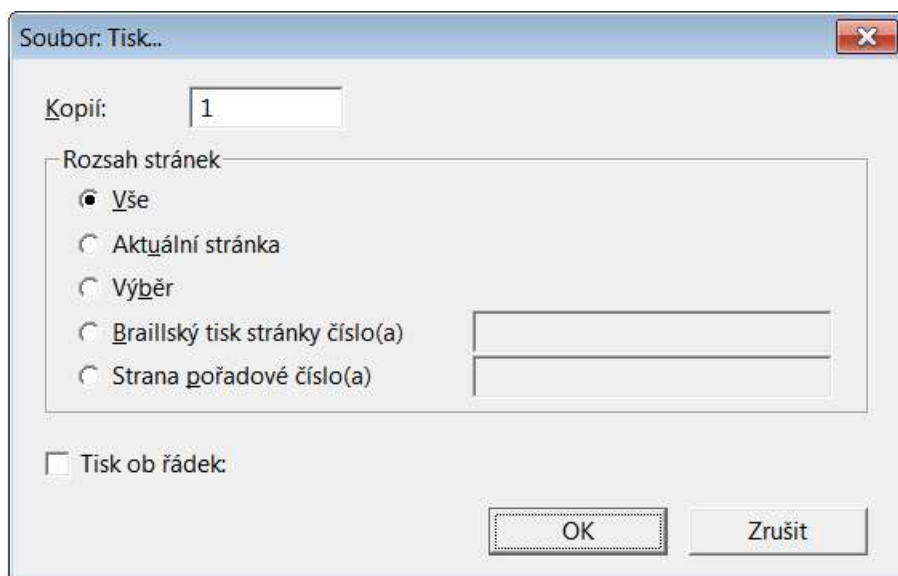 Soubor: Tisk...
Kopií: 1
Rozsah stránek
Vše
Aktuální stránka
Výběr
Braillský tisk stránky číslo(a)
Strana pořadové číslo(a)
Tisk ob řádek:
OK Zrušit